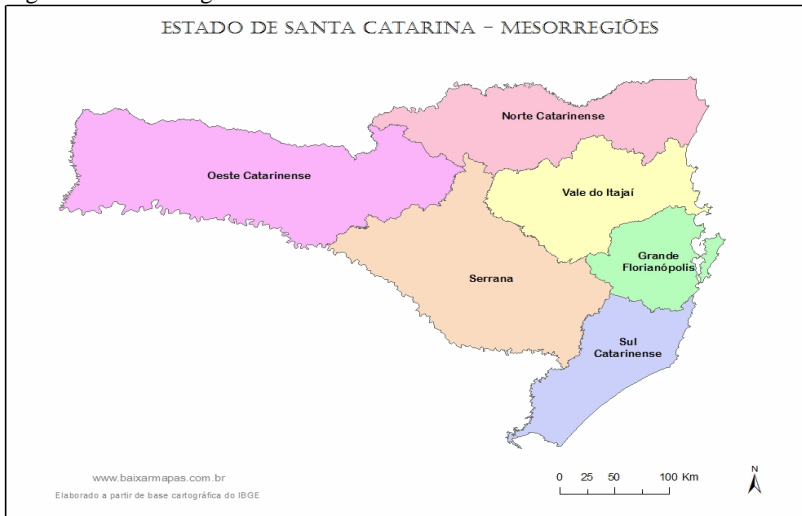 ESTADO DE SANTA CATARINA – MESORREGIÕES
Norte Catarinense
Oeste Catarinense
Vale do Itajaí
Grande
Florianópolis
Serrana
Sul
Catarinense
www.baixarmapas.com.br
Elaborado a partir de base cartográfica do IBGE
0 25 50 100 Km
N